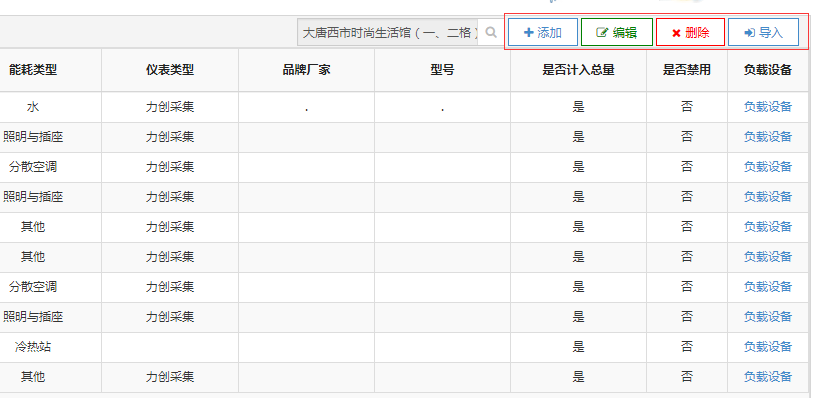 大唐西市时尚生活馆（一、二格） 添加 编辑 删除 导入
能耗类型 仪表类型 品牌厂家 型号 是否计入总量 是否禁用 负载设备
水 力创采集 . . 是 否 负载设备
照明与插座 力创采集 是 否 负载设备
分散空调 力创采集 是 否 负载设备
照明与插座 力创采集 是 否 负载设备
其他 力创采集 是 否 负载设备
其他 力创采集 是 否 负载设备
分散空调 力创采集 是 否 负载设备
照明与插座 力创采集 是 否 负载设备
冷热站 是 否 负载设备
其他 力创采集 是 否 负载设备